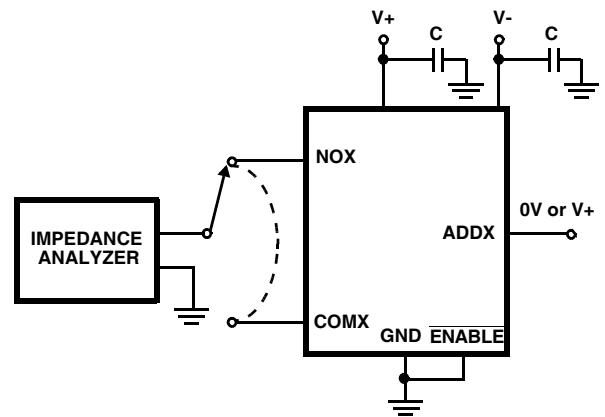 V+
C
V-
C
NOX
0V or V+
IMPEDANCE
ANALYZER
ADDX
COMX
GND
ENABLE